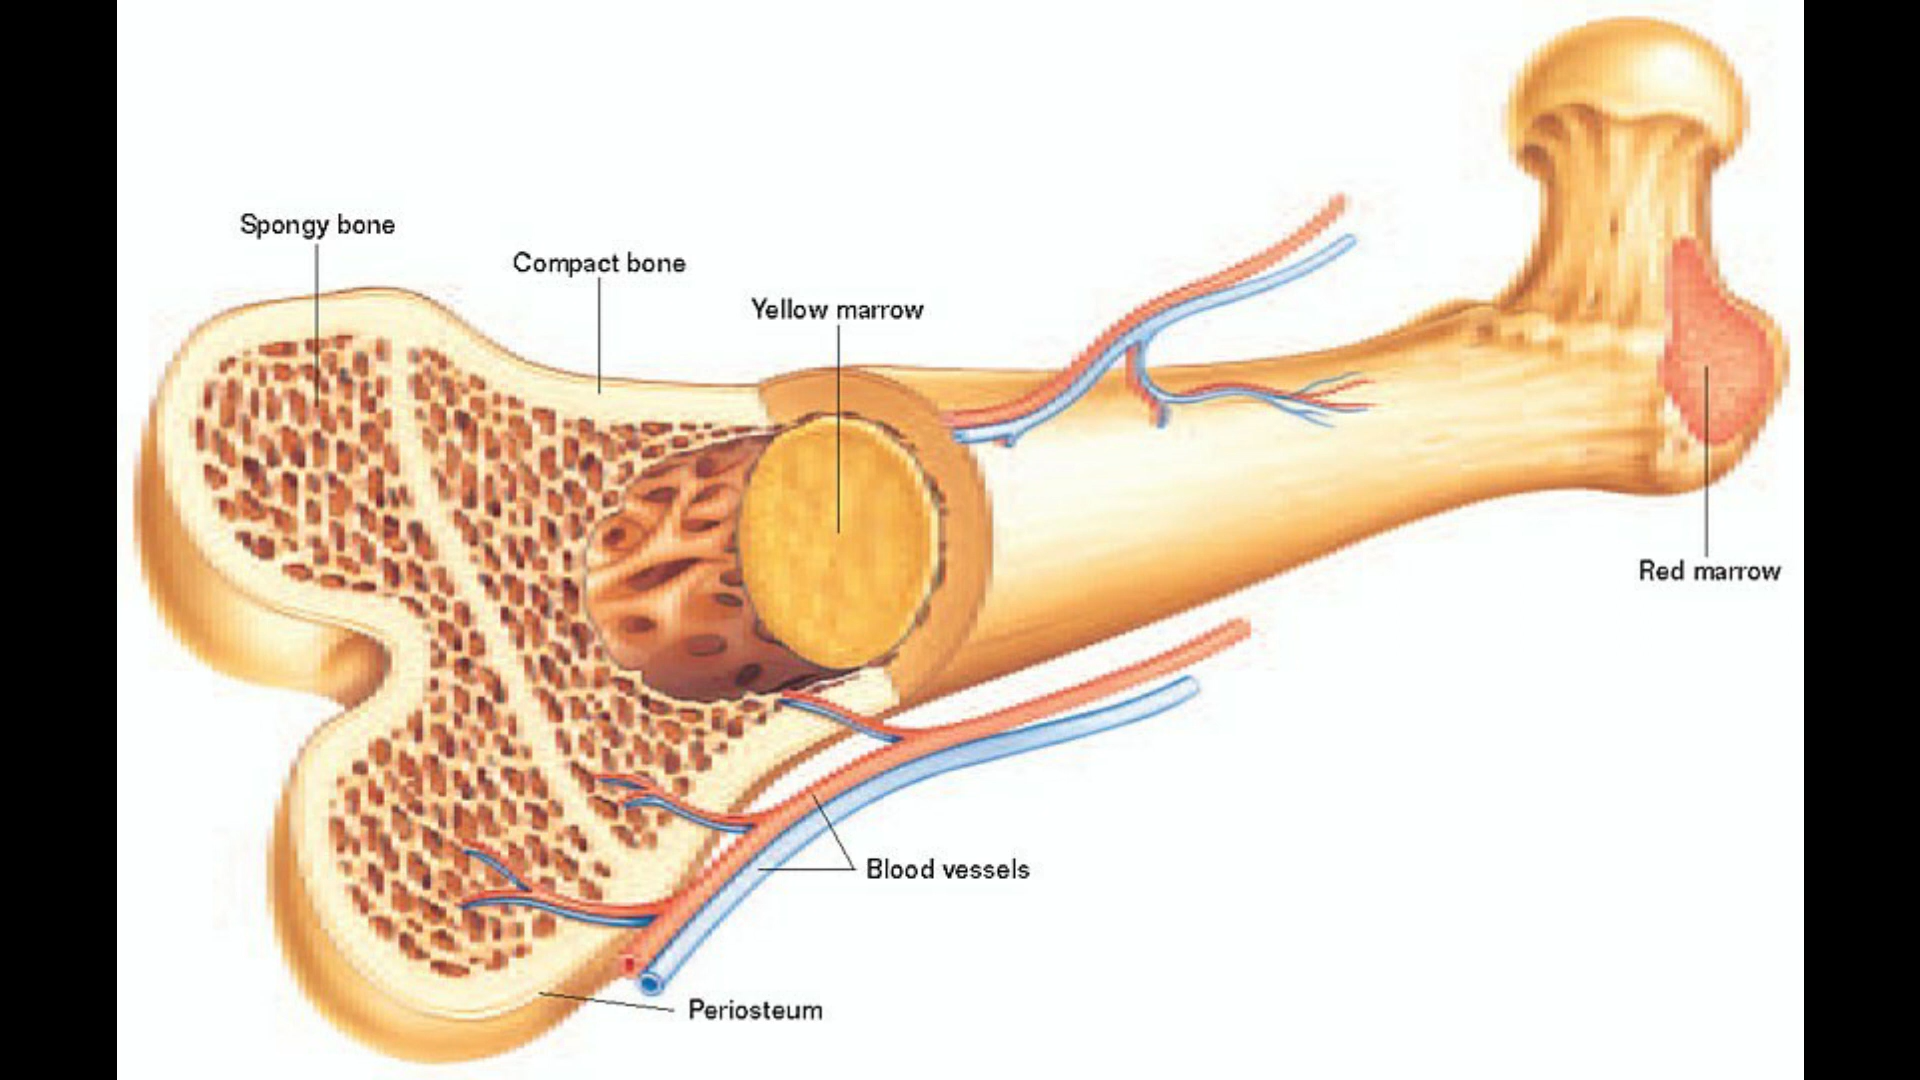 Spongy bone
Compact bone
Yellow marrow
Red marrow
Blood vessels
Periosteum